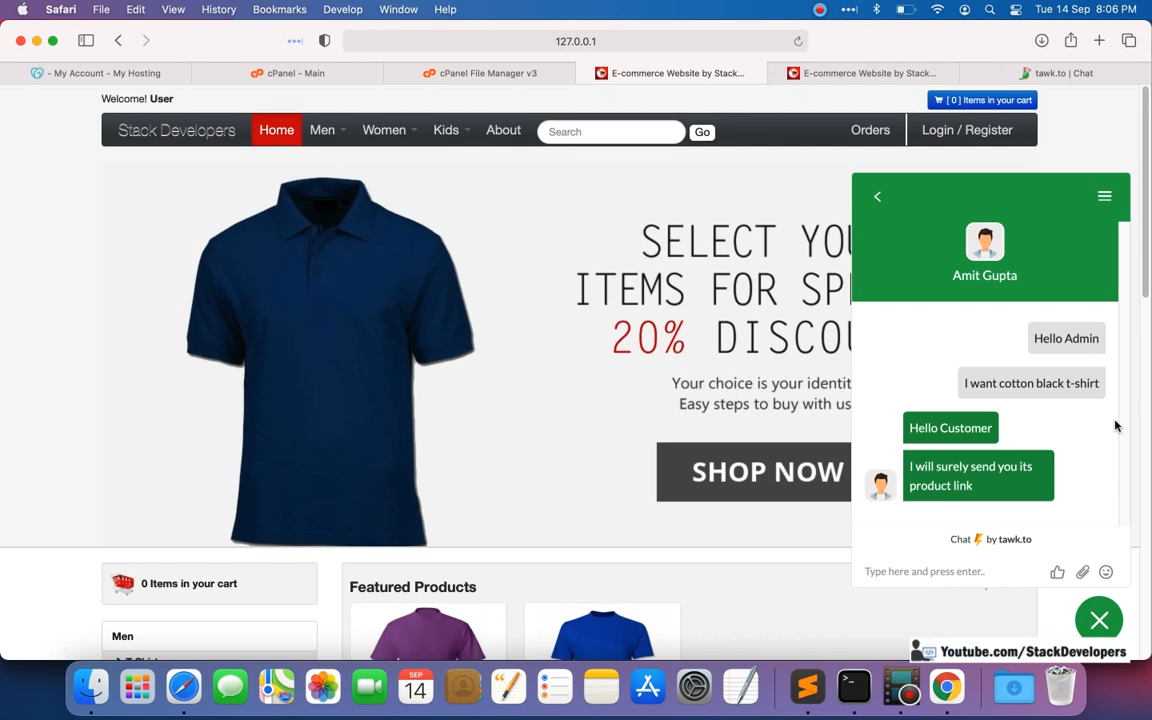 Safari File Edit View History Bookmarks Develop Window Help Tue 14 Sep 8:06 PM
127.0.0.1
- My Account - My Hosting
cPanel - Main
cPanel File Manager v3
E-commerce Website by Stack...
E-commerce Website by Stack...
tawk.to | Chat
Welcome! User
[ 0 ] Items in your cart
Stack Developers Home Men Women Kids About Search Go Orders Login / Register
SELECT YOU
ITEMS FOR SP
20% DISCOU
Your choice is your identit
Easy steps to buy with us
SHOP NOW
Amit Gupta
Hello Admin
I want cotton black t-shirt
Hello Customer
I will surely send you its
product link
Chat by tawk.to
Type here and press enter..
0 Items in your cart
Men
Featured Products
Youtube.com/StackDevelopers
SEP
14